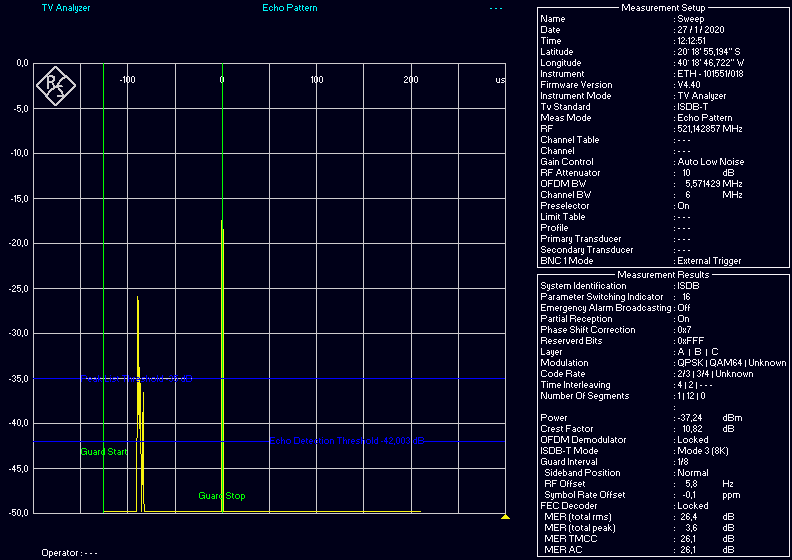 TV Analyzer Echo Pattern ---
0,0 -100 0 100 200 us
-5,0
-10,0
-15,0
-20,0
-25,0
-30,0
-35,0
-40,0
-45,0
-50,0
Echo Detection Threshold -42,000 dB
Guard Start
Guard Stop
Operator : ---
Measurement Setup
Name : Sweep
Date : 27 / 1 / 2020
Time : 12:12:51
Latitude : 20° 18' 55,194" S
Longitude : 40° 18' 46,722" W
Instrument : ETH - 101551/018
Firmware Version : V4.40
Instrument Mode : TV Analyzer
Tv Standard : ISDB-T
Meas Mode : Echo Pattern
RF : 521,142857 MHz
Channel Table : ---
Channel : ---
Gain Control : Auto Low Noise
RF Attenuator : 10 dB
OFDM BW : 5,571429 MHz
Channel BW : 6 MHz
Preselector : On
Limit Table : ---
Profile : ---
Primary Transducer : ---
Secondary Transducer : ---
BNC 1 Mode : External Trigger
Measurement Results
System Identification : ISDB
Parameter Switching Indicator : 16
Emergency Alarm Broadcasting : Off
Partial Reception : On
Phase Shift Correction : 0x7
Reserverd Bits : 0xFFF
Layer : A | B | C
Modulation : QPSK | QAM64 | Unknown
Code Rate : 2/3 | 3/4 | Unknown
Time Interleaving : 4 | 2 | ---
Number Of Segments : 1 | 12 | 0
:
Power : -37,24 dBm
Crest Factor : 10,82 dB
OFDM Demodulator : Locked
ISDB-T Mode : Mode 3 (8K)
Guard Interval : 1/8
Sideband Position : Normal
RF Offset : 5,8 Hz
Symbol Rate Offset : -0,1 ppm
FEC Decoder : Locked
MER (total rms) : 26,4 dB
MER (total peak) : 3,6 dB
MER TMCC : 26,1 dB
MER AC : 26,1 dB